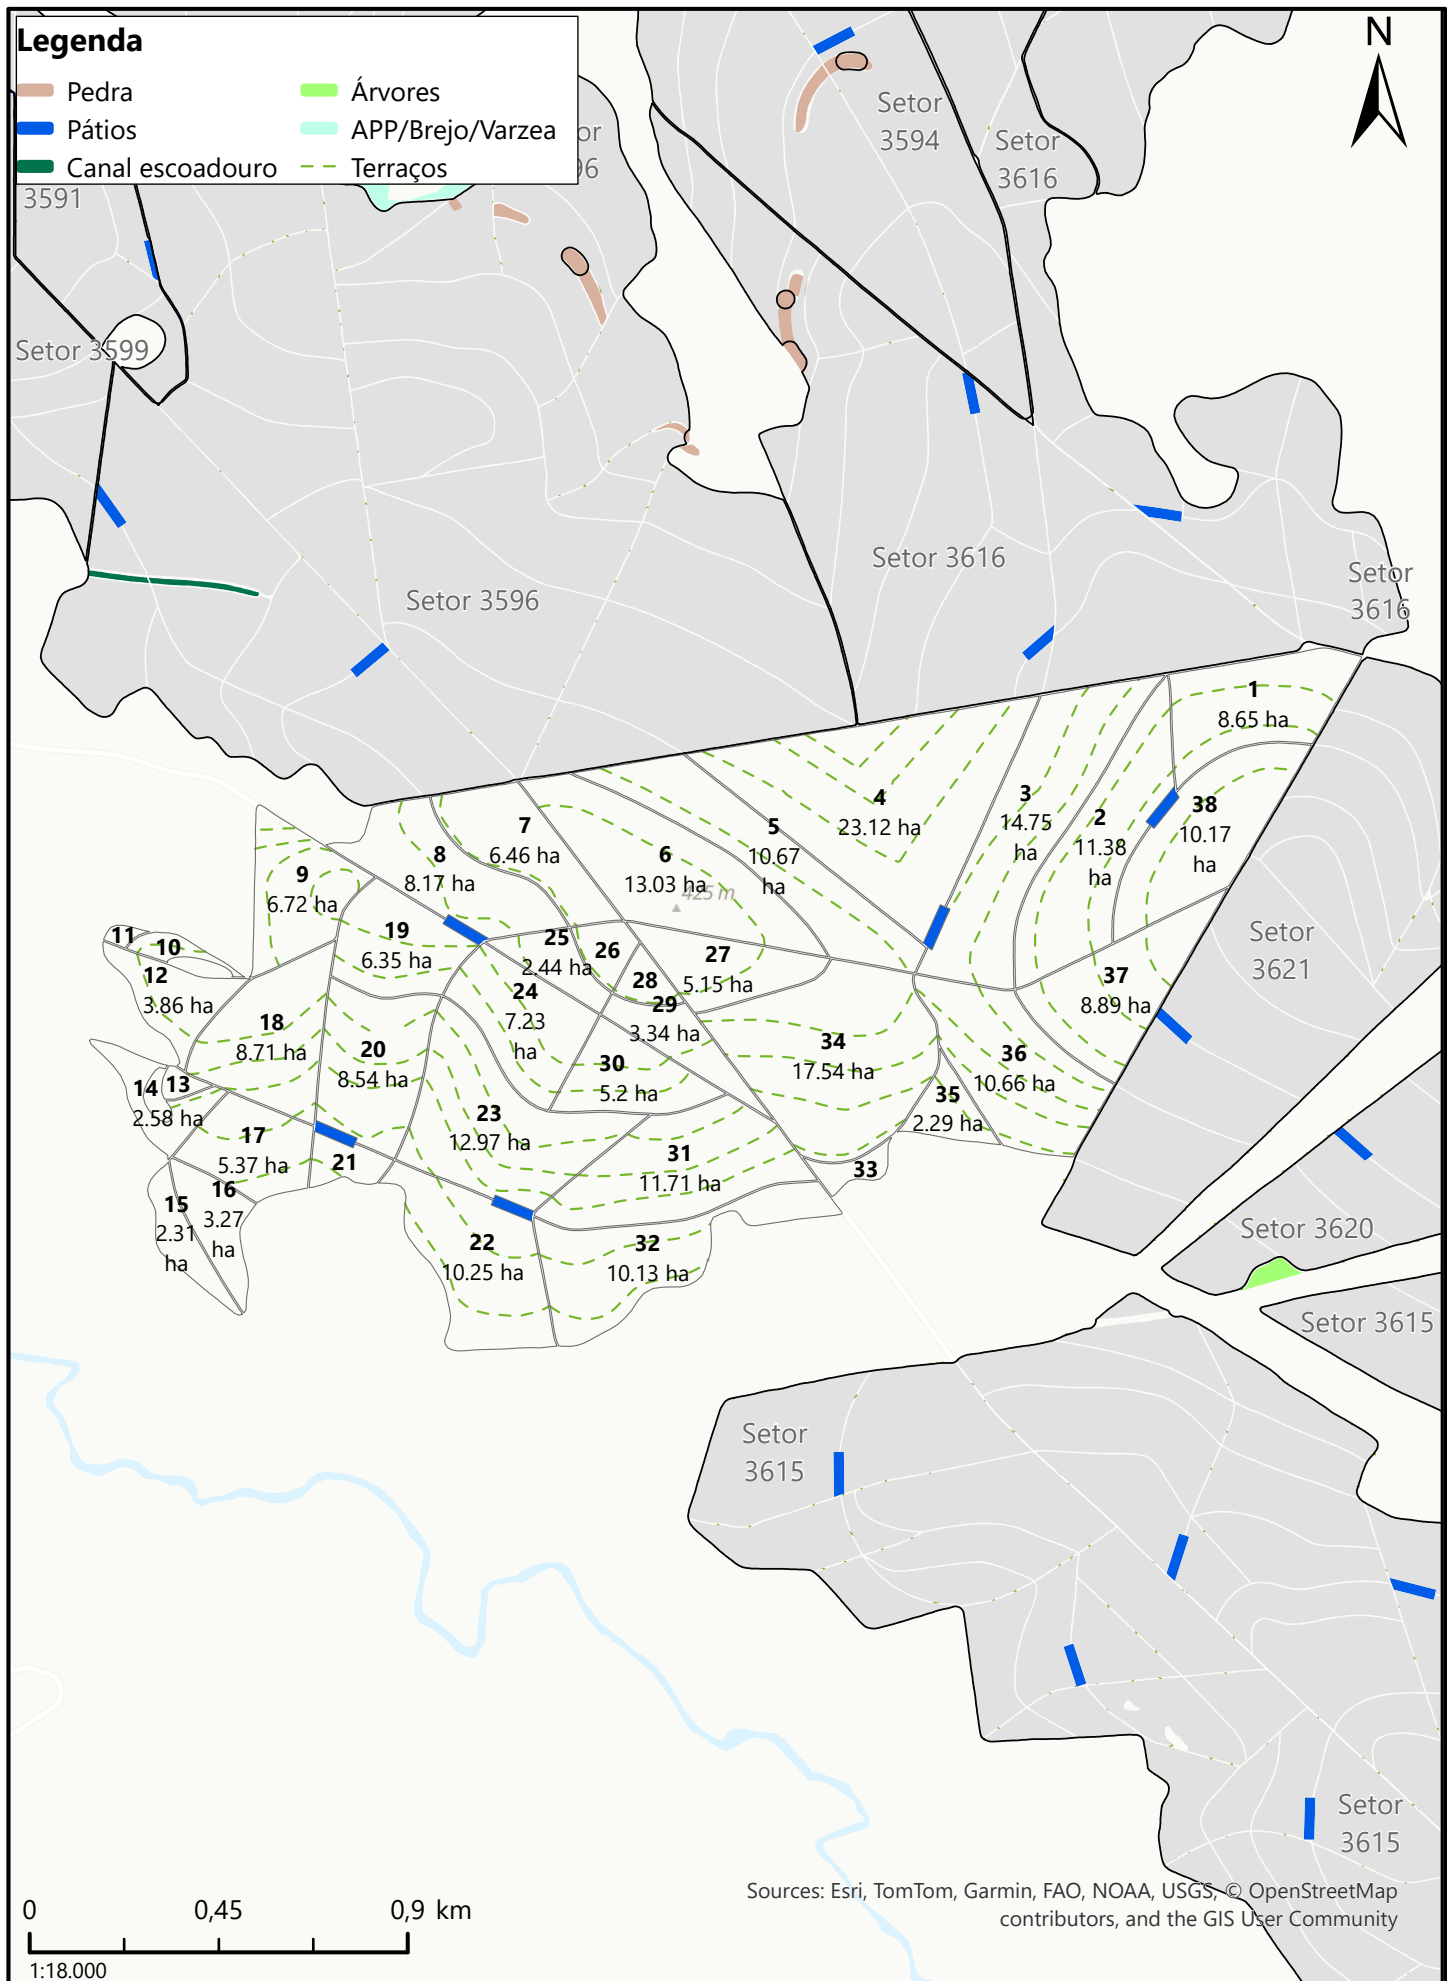 Legenda
Pedra
Árvores
Pátios
APP/Brejo/Varzea
Canal escoadouro
Terraços
N
or
96
3591
Setor
3594
Setor
3616
Setor 3599
Setor 3616
Setor
3616
Setor 3596
1
8.65 ha
2
11.38
ha
3
14.75
ha
4
23.12 ha
5
10.67
ha
6
13.03 ha
425 m
7
6.46 ha
8
8.17 ha
9
6.72 ha
38
10.17
ha
10
11
12
3.86 ha
19
6.35 ha
25
2.44 ha
26
27
5.15 ha
28
29
3.34 ha
24
7.23
ha
37
8.89 ha
Setor
3621
18
8.71 ha
20
8.54 ha
30
5.2 ha
34
17.54 ha
36
10.66 ha
35
2.29 ha
13
14
2.58 ha
17
5.37 ha
21
23
12.97 ha
31
11.71 ha
33
15
2.31
ha
16
3.27
ha
22
10.25 ha
32
10.13 ha
Setor 3620
Setor 3615
Setor
3615
Setor
3615
Sources: Esri, TomTom, Garmin, FAO, NOAA, USGS, © OpenStreetMap
contributors, and the GIS User Community
0 0,45 0,9 km
1:18.000